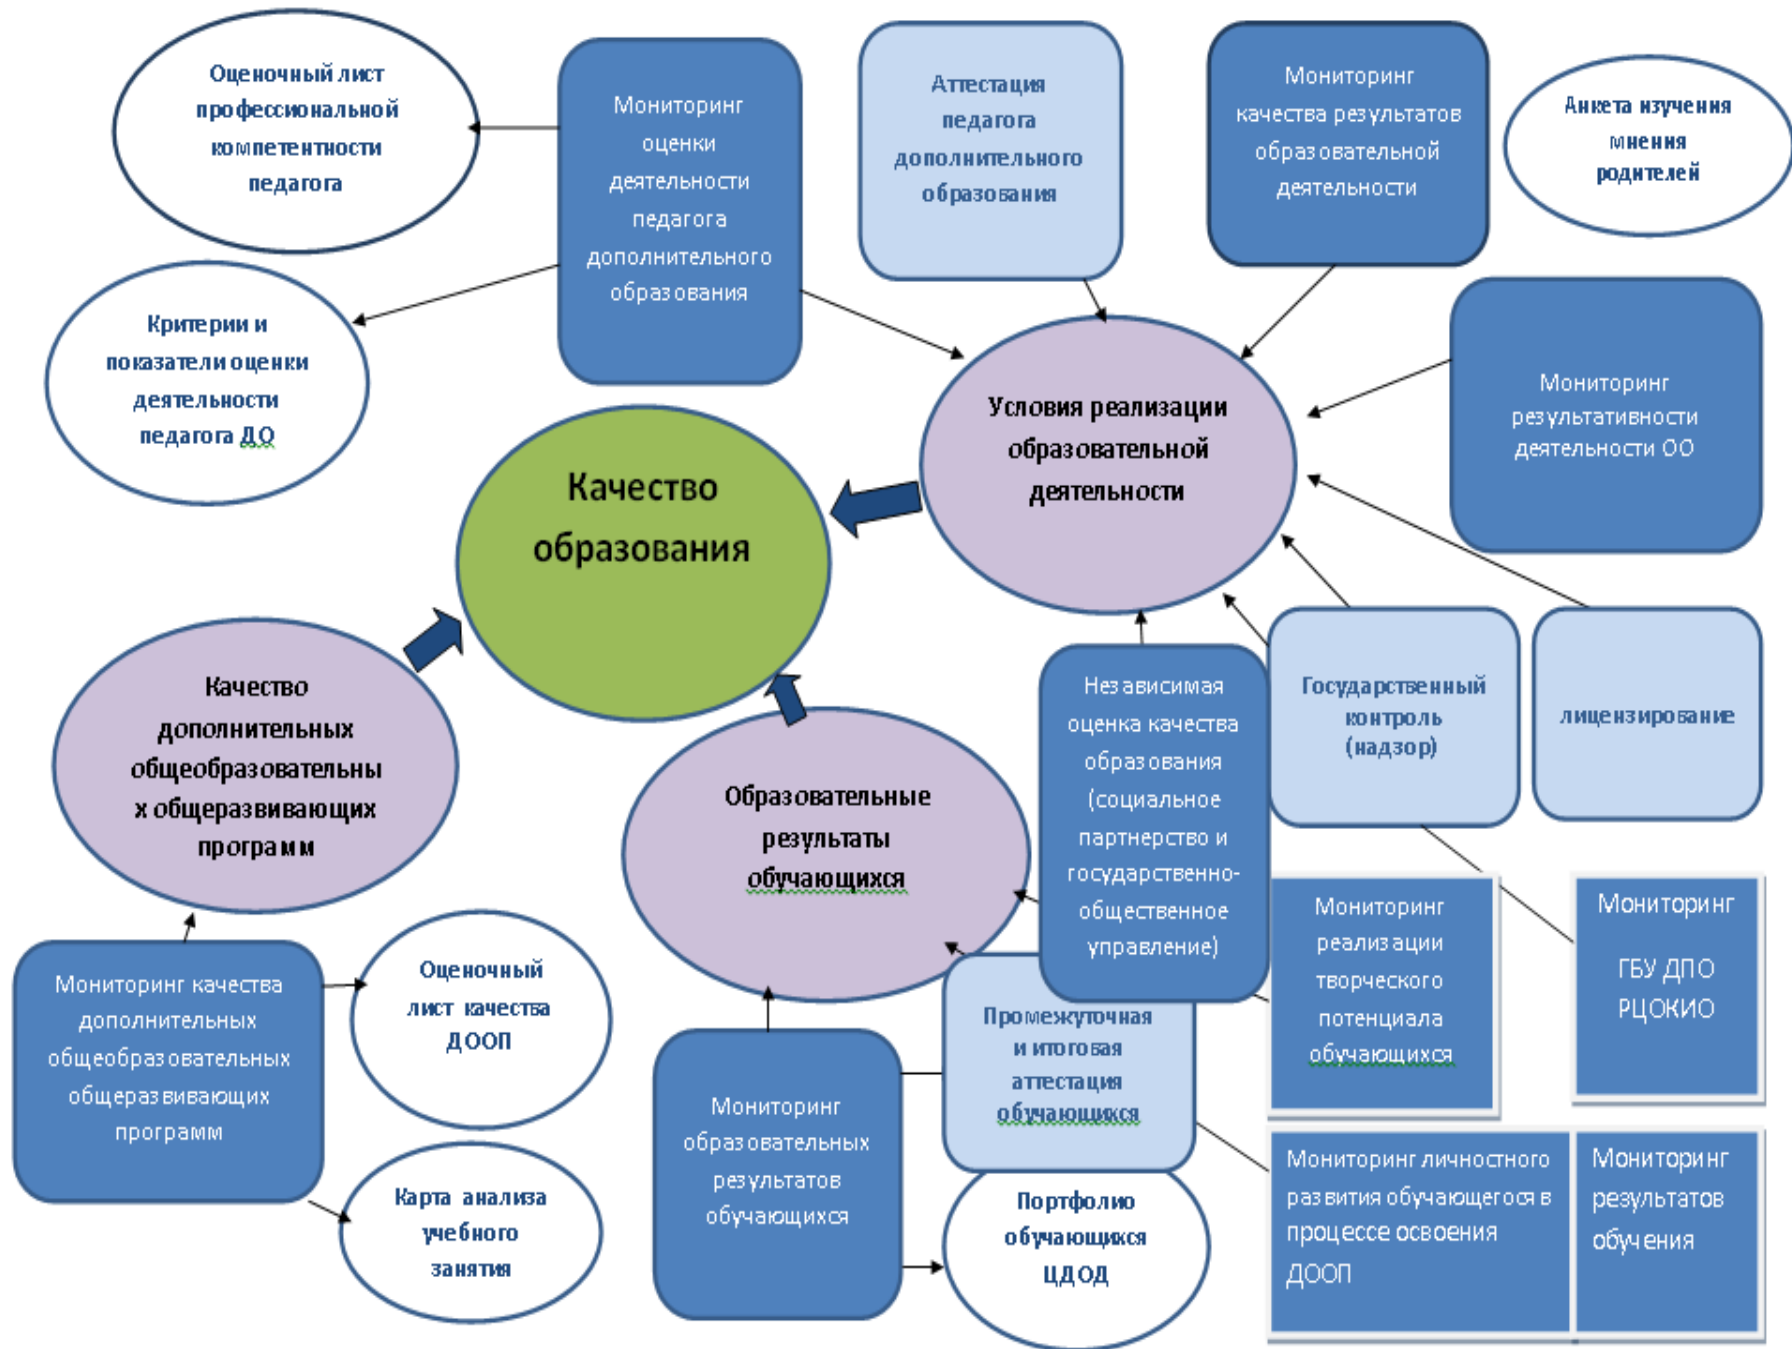 Оценочный лист
профессиональной
компетентности
педагога
Мониторинг
оценки
деятельности
педагога
дополнительного
образования
Аттестация
педагога
дополнительного
образования
Мониторинг
качества результатов
образовательной
деятельности
Анкета изучения
мнения
родителей
Критерии и
показатели оценки
деятельности
педагога ДО
Условия реализации
образовательной
деятельности
Мониторинг
результативности
деятельности ОО
Качество
образования
Качество
дополнительных
общеобразовательны
х общеразвивающих
программ
Образовательные
результаты
обучающихся
Независимая
оценка качества
образования
(социальное
партнерство и
государственно-
общественное
управление)
Государственный
контроль
(надзор)
лицензирование
Мониторинг качества
дополнительных
общеобразовательных
общеразвивающих
программ
Оценочный
лист качества
ДООП
Карта анализа
учебного
занятия
Мониторинг
образовательных
результатов
обучающихся
Промежуточная
и итоговая
аттестация
обучающихся
Портфолио
обучающихся
ЦДОД
Мониторинг
реализации
творческого
потенциала
обучающихся
Мониторинг
ГБУ ДПО
РЦОКИО
Мониторинг личностного
развития обучающегося в
процессе освоения
ДООП
Мониторинг
результатов
обучения